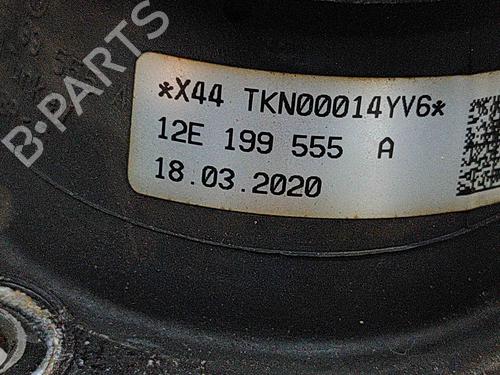 *X44 TKN00014YV6*
12E 199 555 A
18.03.2020
B-PARTS